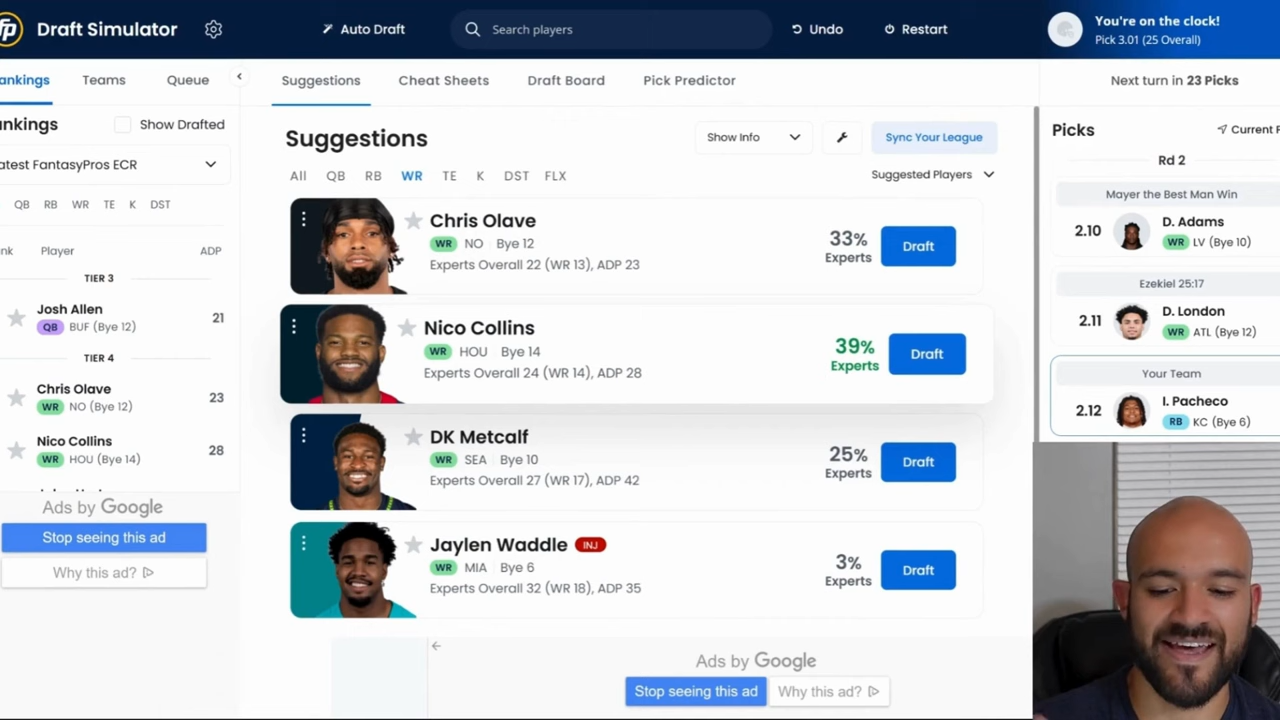 fp
Draft Simulator
Auto Draft
Search players
Undo
Restart
You're on the clock!
Pick 3.01 (25 Overall)
ankings
Teams
Queue
Suggestions
Cheat Sheets
Draft Board
Pick Predictor
Next turn in 23 Picks
ankings
Show Drafted
atest FantasyPros ECR
QB RB WR TE K DST
nk Player ADP
TIER 3
Josh Allen
QB BUF (Bye 12)
21
TIER 4
Chris Olave
WR NO (Bye 12)
23
Nico Collins
WR HOU (Bye 14)
28
Ads by Google
Stop seeing this ad
Why this ad?
Suggestions
Show Info
Sync Your League
All QB RB WR TE K DST FLX
Suggested Players
Chris Olave
WR NO Bye 12
Experts Overall 22 (WR 13), ADP 23
33%
Experts
Draft
Nico Collins
WR HOU Bye 14
Experts Overall 24 (WR 14), ADP 28
39%
Experts
Draft
DK Metcalf
WR SEA Bye 10
Experts Overall 27 (WR 17), ADP 42
25%
Experts
Draft
Jaylen Waddle INJ
WR MIA Bye 6
Experts Overall 32 (WR 18), ADP 35
3%
Experts
Draft
Ads by Google
Stop seeing this ad
Why this ad?
Picks
Current P
Rd 2
Mayer the Best Man Win
2.10
D. Adams
WR LV (Bye 10)
Ezekiel 25:17
2.11
D. London
WR ATL (Bye 12)
Your Team
2.12
I. Pacheco
RB KC (Bye 6)